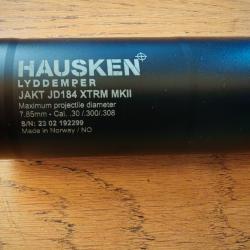 HAUSKEN
LYDDEMPER
JAKT JD184 XTRM MKII
Maximum projectile diameter
7.85mm - Cal. .30 /.300/.308
S/N: 23 02 192299
Made in Norway / NO